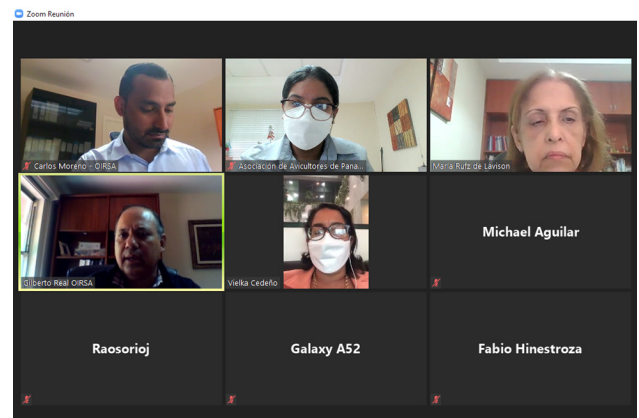 Zoom Reunión
Carlos Moreno - OIRSA
Asociación de Avicultores de Pana...
María Ruíz de Lavison
Gilberto Real OIRSA
Vielka Cedeño
Michael Aguilar
Raosorioj
Galaxy A52
Fabio Hinestroza